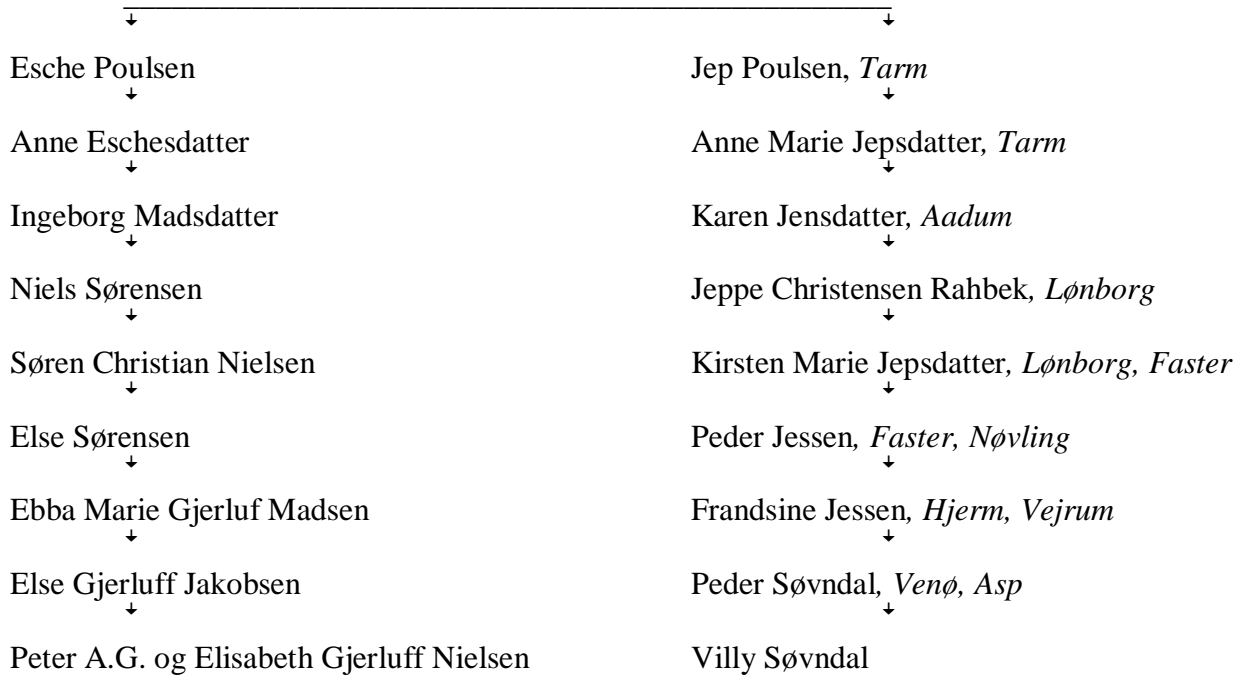 Esche Poulsen Jep Poulsen, Tarm
Anne Eschesdatter Anne Marie Jepsdatter, Tarm
Ingeborg Madsdatter Karen Jensdatter, Aadum
Niels Sørensen Jeppe Christensen Rahbek, Lønborg
Søren Christian Nielsen Kirsten Marie Jepsdatter, Lønborg, Faster
Else Sørensen Peder Jessen, Faster, Nøvling
Ebba Marie Gjerluf Madsen Frandsine Jessen, Hjerm, Vejrum
Else Gjerluff Jakobsen Peder Søvndal, Venø, Asp
Peter A.G. og Elisabeth Gjerluff Nielsen Villy Søvndal